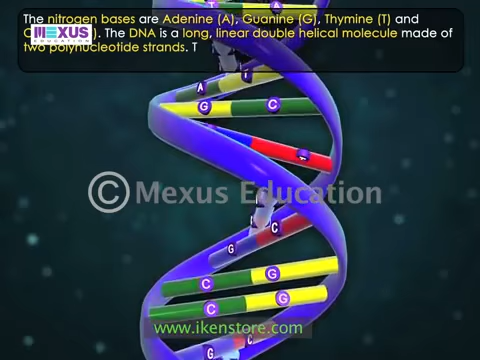 The nitrogen bases are Adenine (A), Guanine (G), Thymine (T) and
C ). The DNA is a long, linear double helical molecule made of
two polynucleotide strands. T
MEXUS
EDUCATION
T A
A T
G C
© Mexus Education
C
G
C G
C G
www.ikenstore.com
G C